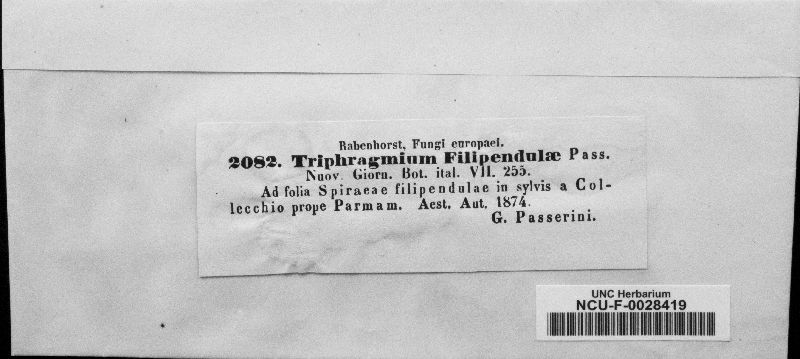 Rabenhorst, Fungi europaei.
2082. Triphragmium Filipendulæ Pass.
Nuov. Giorn. Bot. ital. VII. 255.
Ad folia Spiraeae filipendulae in sylvis a Col-
lecchio prope Parmam. Aest. Aut. 1874.
G. Passerini.
UNC Herbarium
NCU-F-0028419